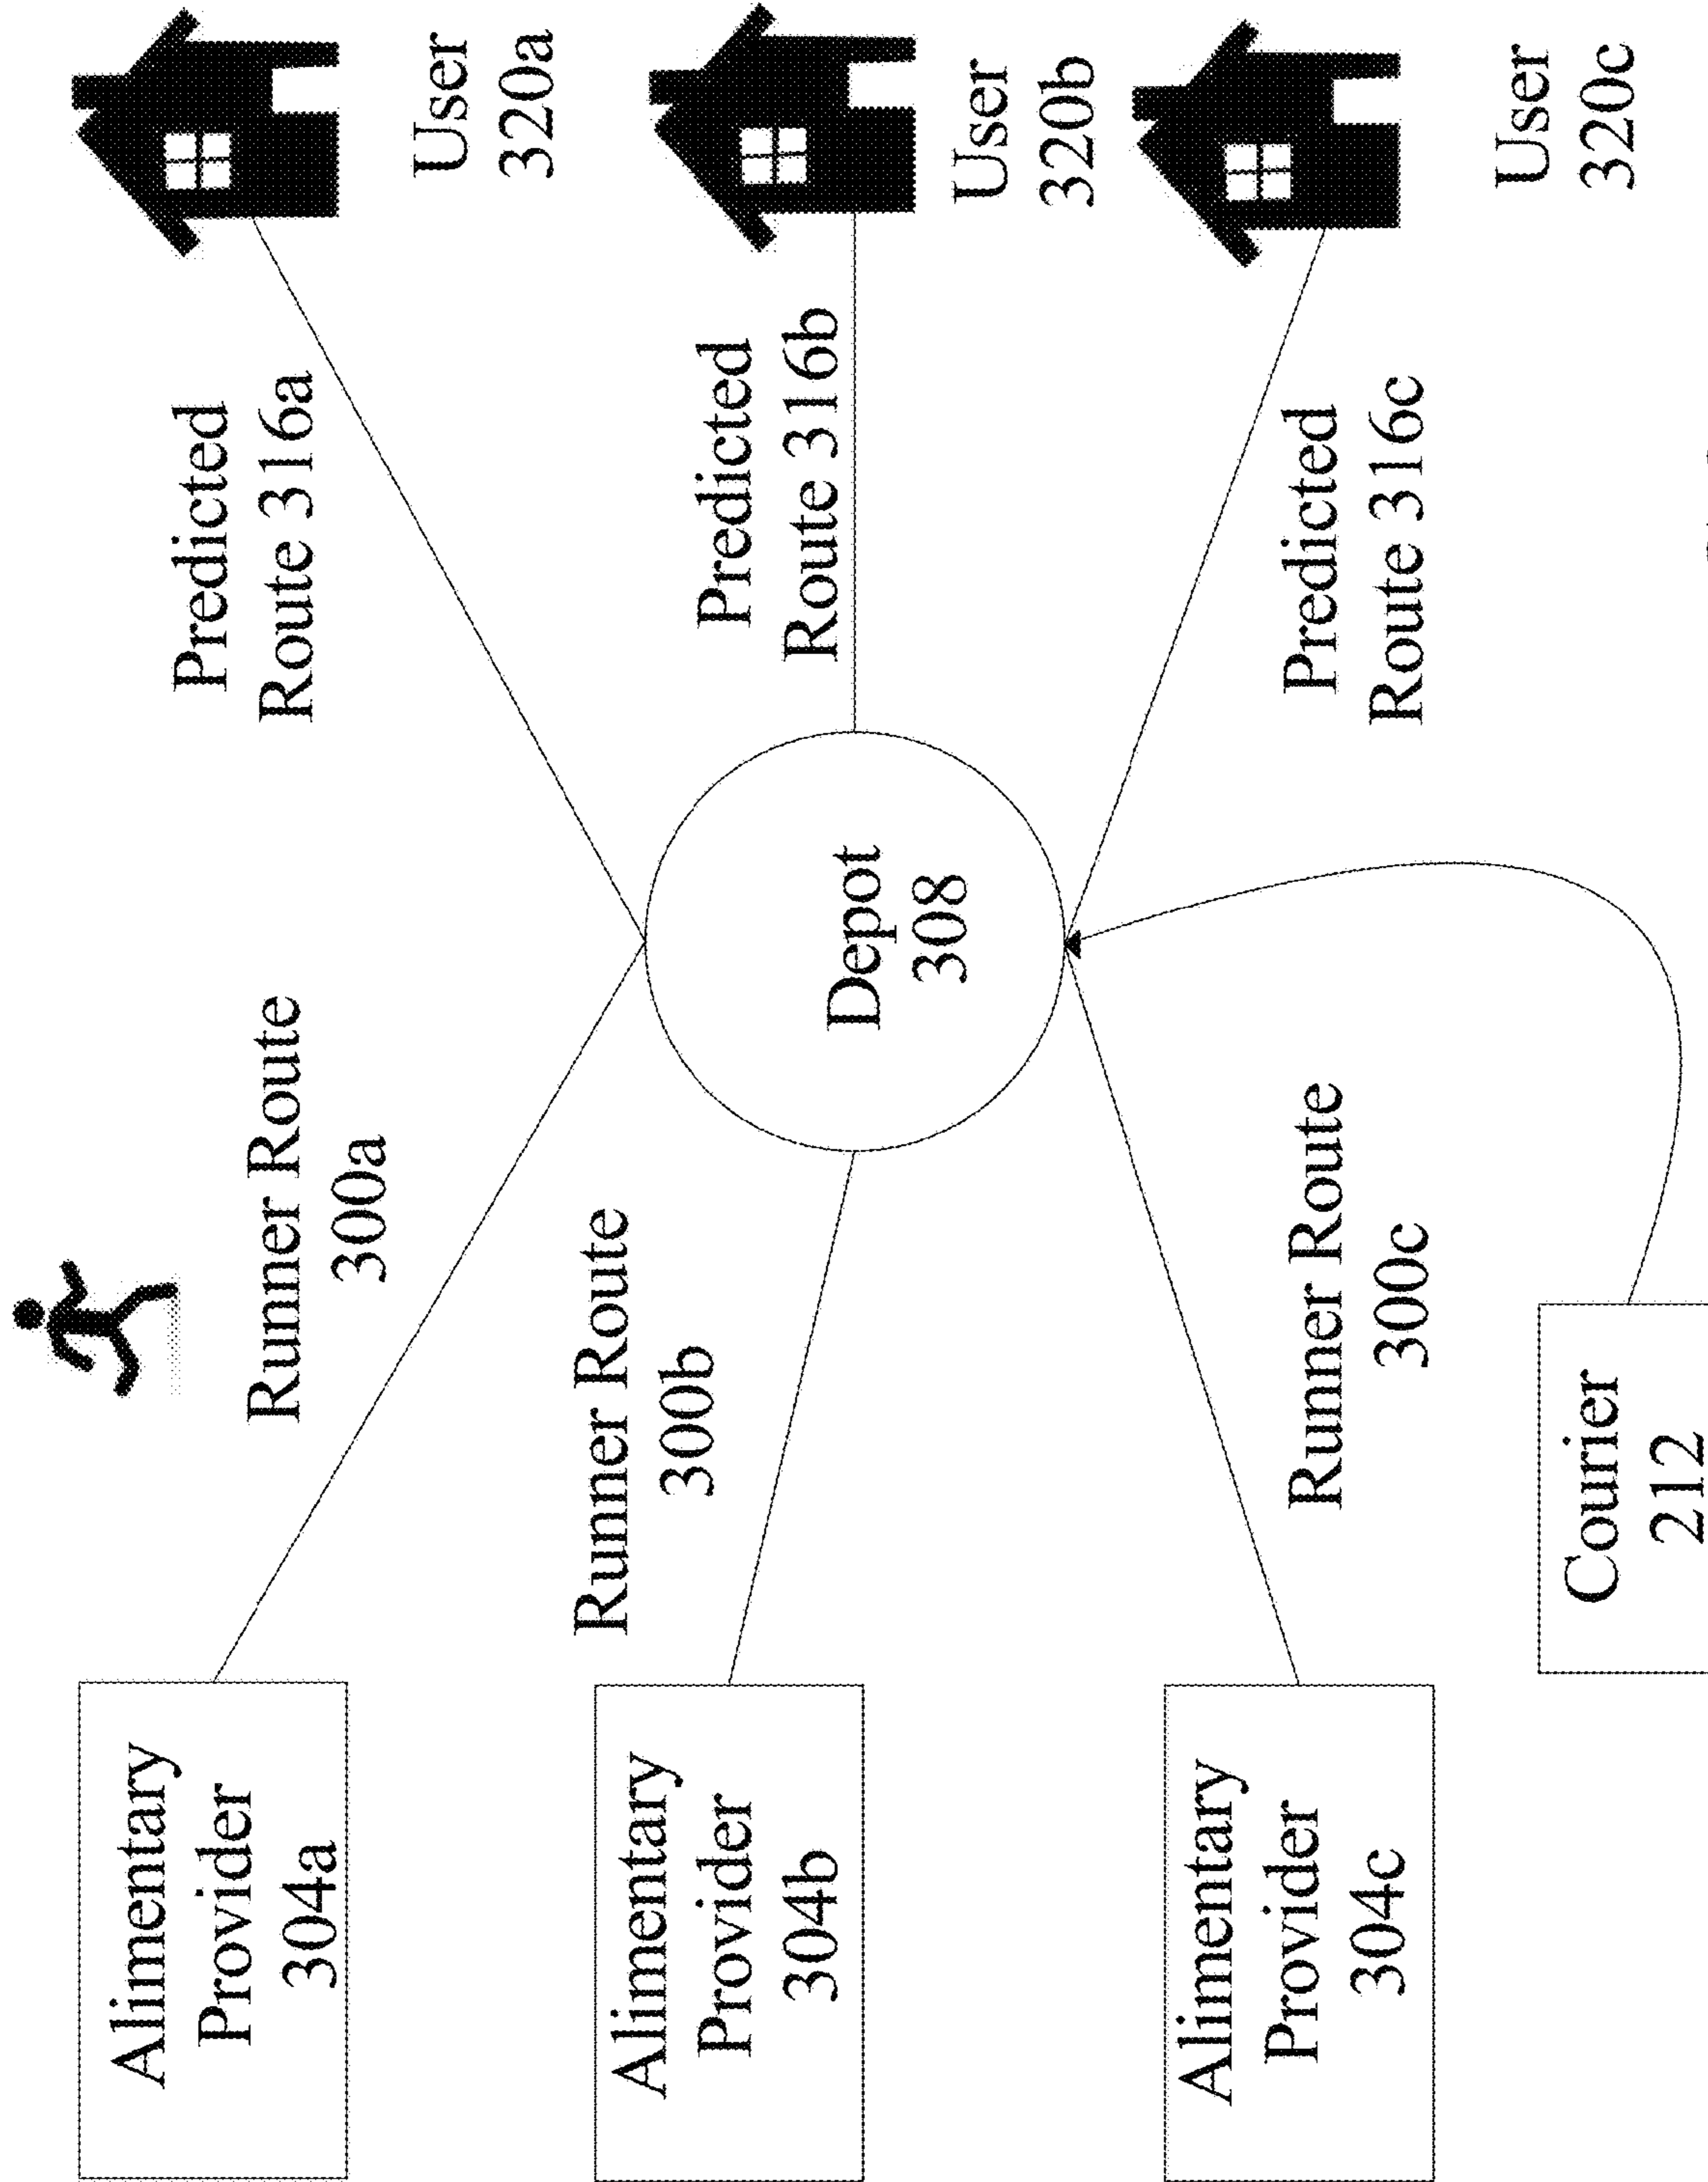 Alimentary
Provider
304a
Runner Route
300a
Predicted
Route 316a
User
320a
Alimentary
Provider
304b
Runner Route
300b
Depot
308
Predicted
Route 316b
User
320b
Alimentary
Provider
304c
Runner Route
300c
Predicted
Route 316c
User
320c
Courier
212